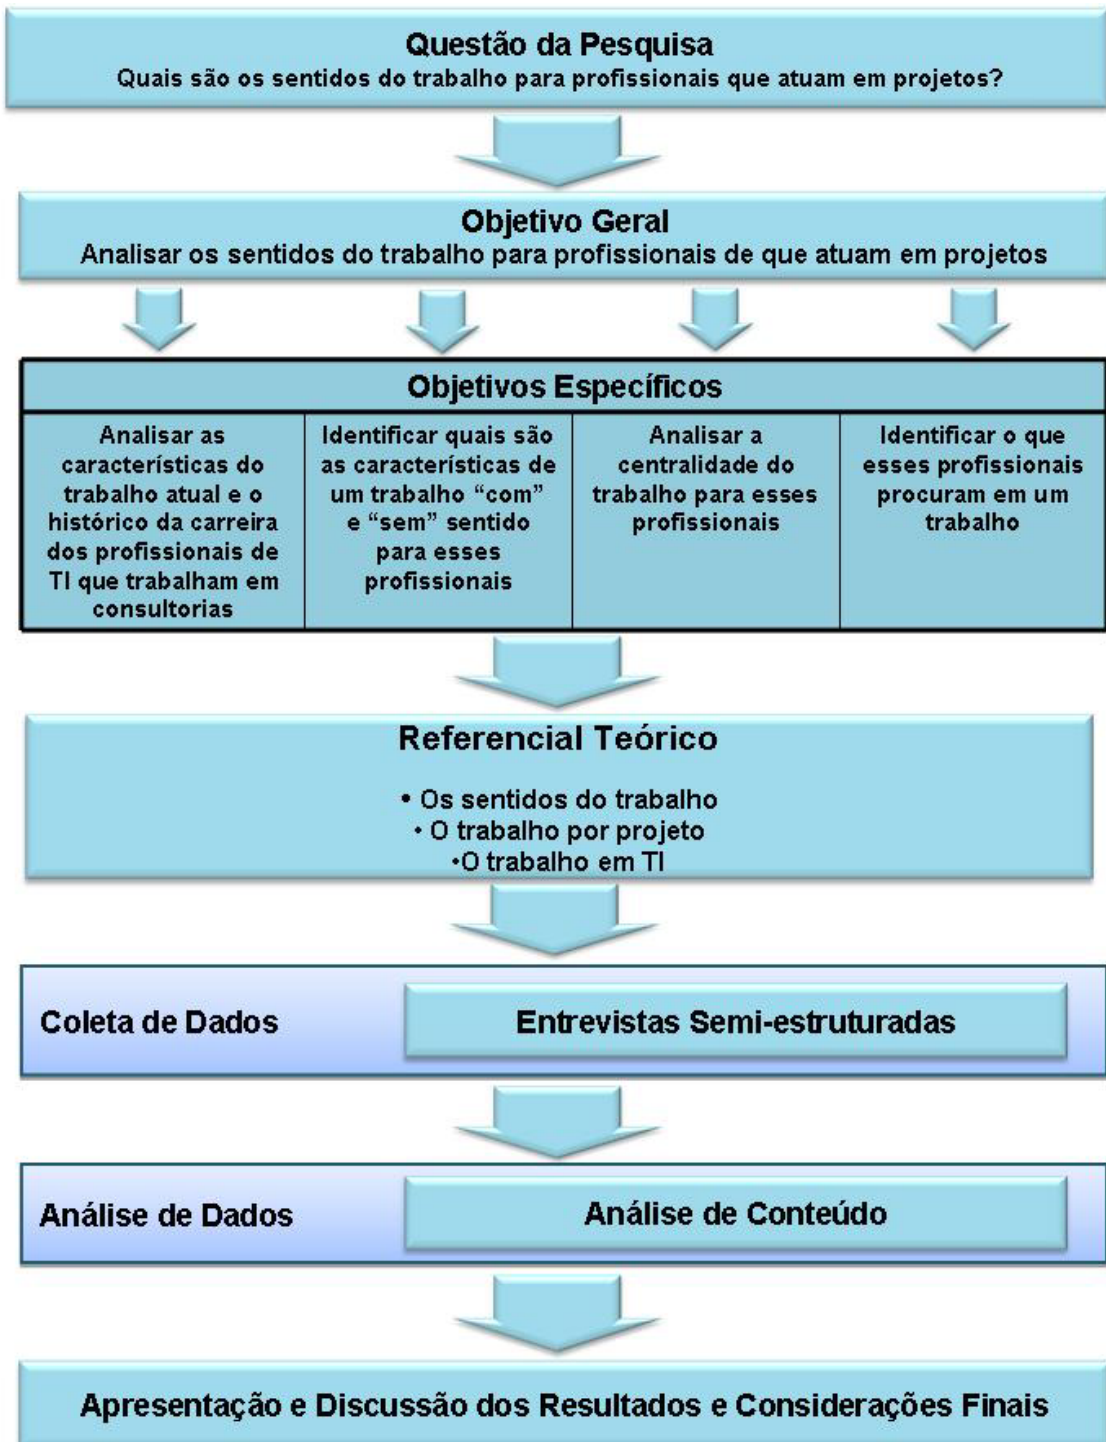 Questão da Pesquisa
Quais são os sentidos do trabalho para profissionais que atuam em projetos?
Objetivo Geral
Analisar os sentidos do trabalho para profissionais de que atuam em projetos
Objetivos Específicos
Analisar as
características do
trabalho atual e o
histórico da carreira
dos profissionais de
TI que trabalham em
consultorias
Identificar quais são
as características de
um trabalho “com”
e “sem” sentido
para esses
profissionais
Analisar a
centralidade do
trabalho para esses
profissionais
Identificar o que
esses profissionais
procuram em um
trabalho
Referencial Teórico
• Os sentidos do trabalho
• O trabalho por projeto
•O trabalho em TI
Coleta de Dados
Entrevistas Semi-estruturadas
Análise de Dados
Análise de Conteúdo
Apresentação e Discussão dos Resultados e Considerações Finais